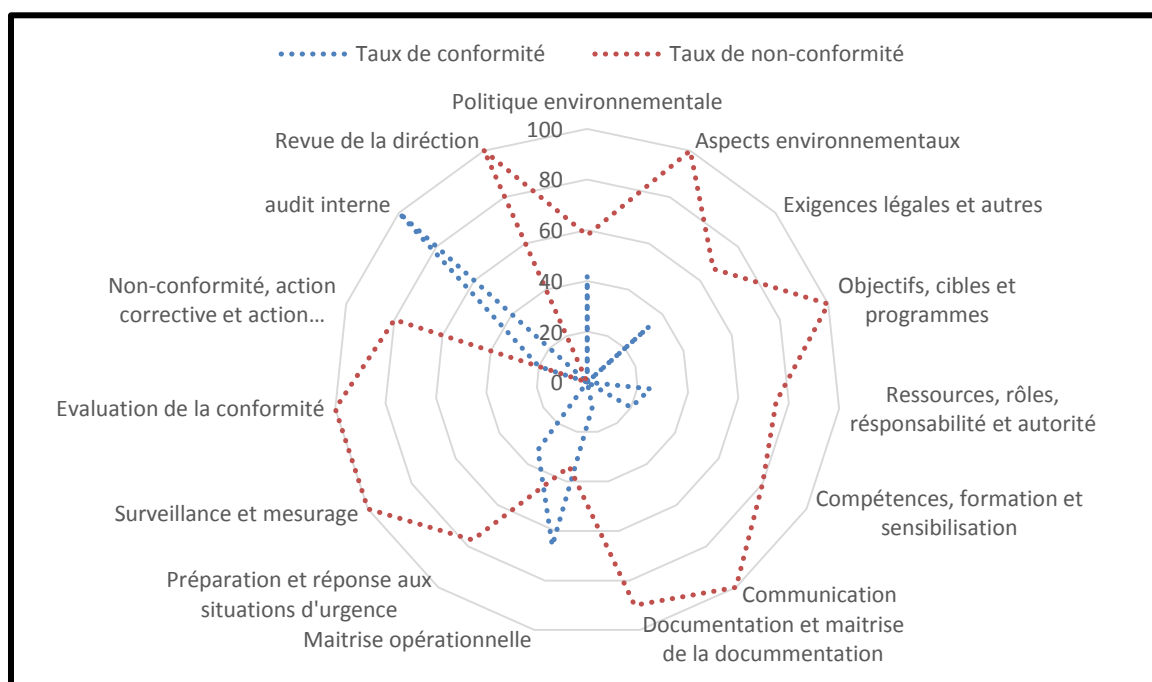 Taux de conformité
Taux de non-conformité
Politique environnementale
Aspects environnementaux
Exigences légales et autres
Objectifs, cibles et
programmes
Ressources, rôles,
résponsabilité et autorité
Compétences, formation et
sensibilisation
Communication
Documentation et maitrise
de la docummentation
Maitrise opérationnelle
Préparation et réponse aux
situations d'urgence
Surveillance et mesurage
Evaluation de la conformité
Non-conformité, action
corrective et action...
audit interne
Revue de la diréction
100
80
60
40
20
0